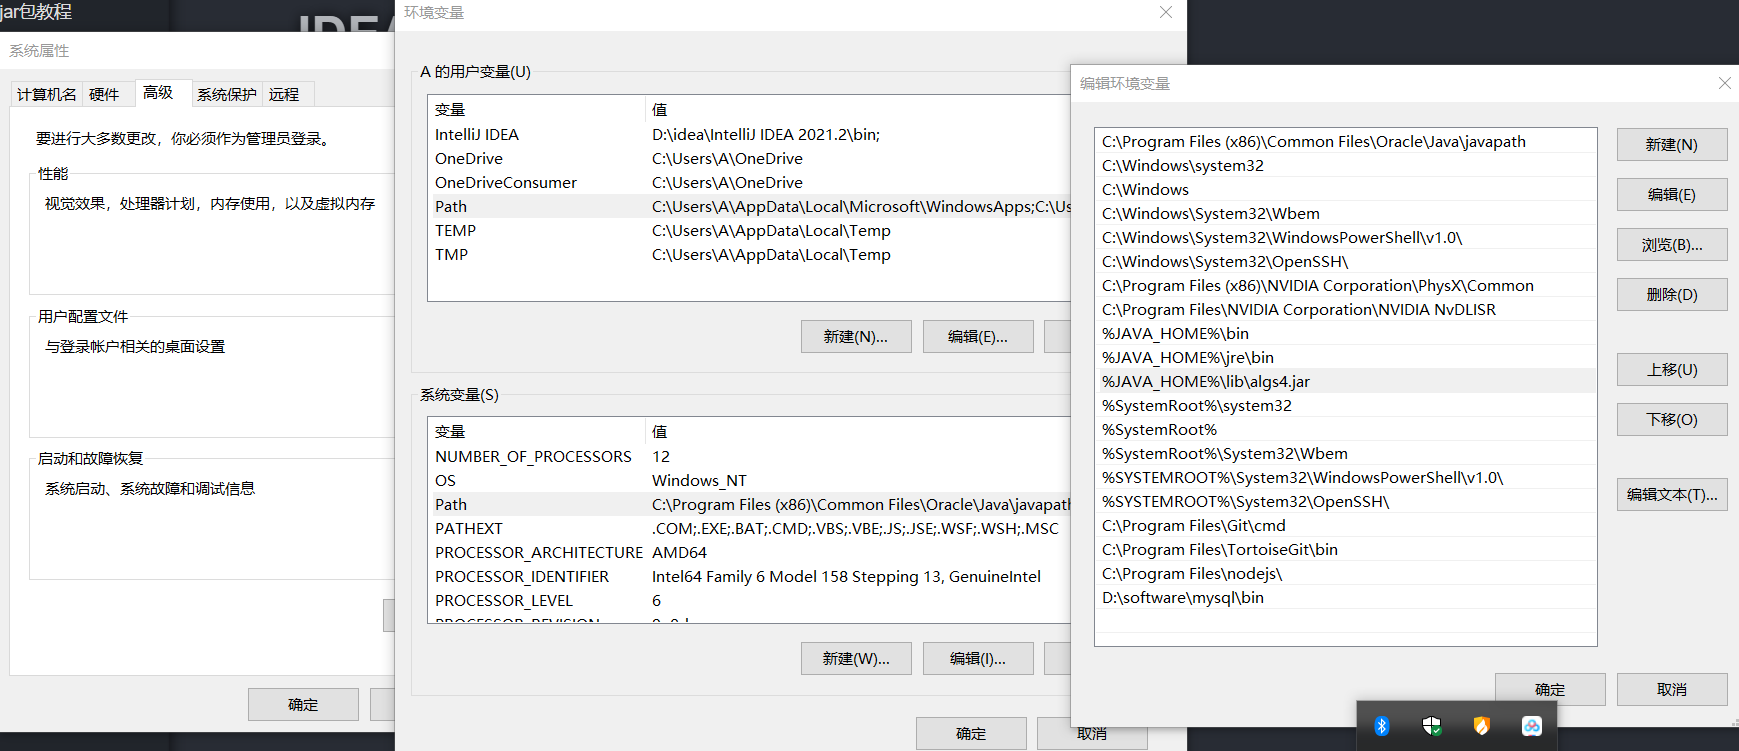 jar包教程
IDEA
系统属性
计算机名
硬件
高级
系统保护
远程
要进行大多数更改，你必须作为管理员登录。
性能
视觉效果，处理器计划，内存使用，以及虚拟内存
用户配置文件
与登录帐户相关的桌面设置
启动和故障恢复
系统启动、系统故障和调试信息
确定
环境变量
A 的用户变量(U)
变量 值
IntelliJ IDEA D:\idea\IntelliJ IDEA 2021.2\bin;
OneDrive C:\Users\A\OneDrive
OneDriveConsumer C:\Users\A\OneDrive
Path C:\Users\A\AppData\Local\Microsoft\WindowsApps;C:\Us
TEMP C:\Users\A\AppData\Local\Temp
TMP C:\Users\A\AppData\Local\Temp
新建(N)...
编辑(E)...
系统变量(S)
变量 值
NUMBER_OF_PROCESSORS 12
OS Windows_NT
Path C:\Program Files (x86)\Common Files\Oracle\Java\javapath
PATHEXT .COM;.EXE;.BAT;.CMD;.VBS;.VBE;.JS;.JSE;.WSF;.WSH;.MSC
PROCESSOR_ARCHITECTURE AMD64
PROCESSOR_IDENTIFIER Intel64 Family 6 Model 158 Stepping 13, GenuineIntel
PROCESSOR_LEVEL 6
新建(W)...
编辑(I)...
确定
取消
编辑环境变量
C:\Program Files (x86)\Common Files\Oracle\Java\javapath
C:\Windows\system32
C:\Windows
C:\Windows\System32\Wbem
C:\Windows\System32\WindowsPowerShell\v1.0\
C:\Windows\System32\OpenSSH\
C:\Program Files (x86)\NVIDIA Corporation\PhysX\Common
C:\Program Files\NVIDIA Corporation\NVIDIA NvDLISR
%JAVA_HOME%\bin
%JAVA_HOME%\jre\bin
%JAVA_HOME%\lib\algs4.jar
%SystemRoot%\system32
%SystemRoot%
%SystemRoot%\System32\Wbem
%SYSTEMROOT%\System32\WindowsPowerShell\v1.0\
%SYSTEMROOT%\System32\OpenSSH\
C:\Program Files\Git\cmd
C:\Program Files\TortoiseGit\bin
C:\Program Files\nodejs\
D:\software\mysql\bin
新建(N)
编辑(E)
浏览(B)...
删除(D)
上移(U)
下移(O)
编辑文本(T)...
确定
取消